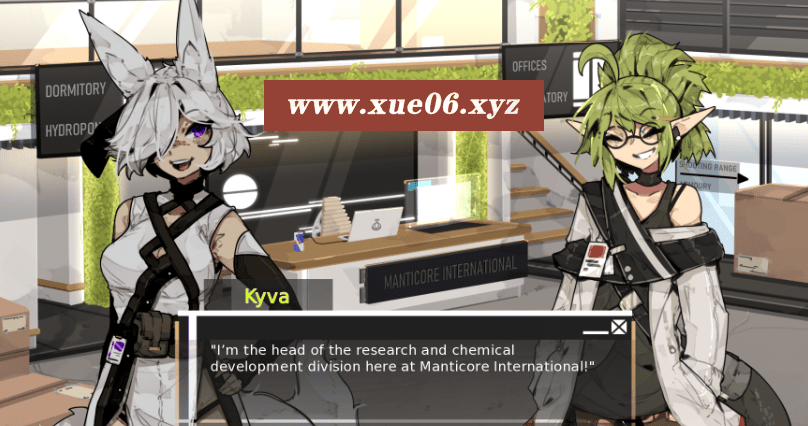 DORMITORY
HYDROPO
www.xue06.xyz
OFFICES
ATORY
SHOOTING RANGE
MANTICORE INTERNATIONAL
Kyva
"I'm the head of the research and chemical
development division here at Manticore International!"